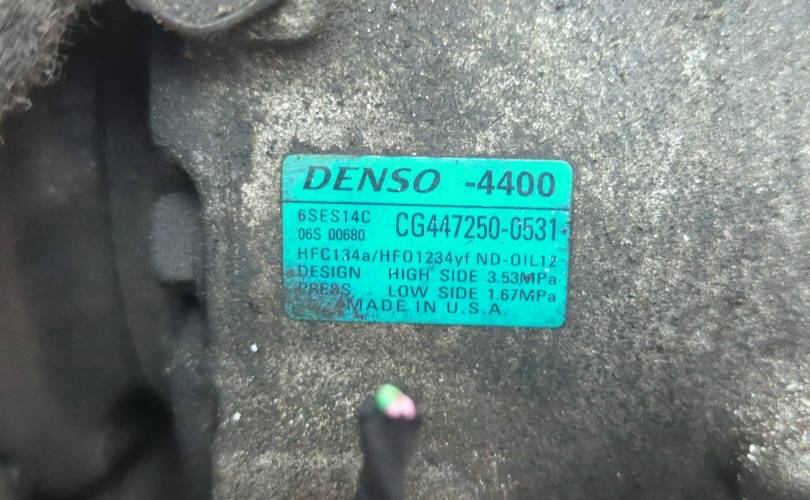 DENSO -4400
6SES14C CG447250-0531
06S 00680
HFC134a/HFO1234yf ND-OIL12
DESIGN HIGH SIDE 3.53MPa
PRESS LOW SIDE 1.67MPa
MADE IN U.S.A.